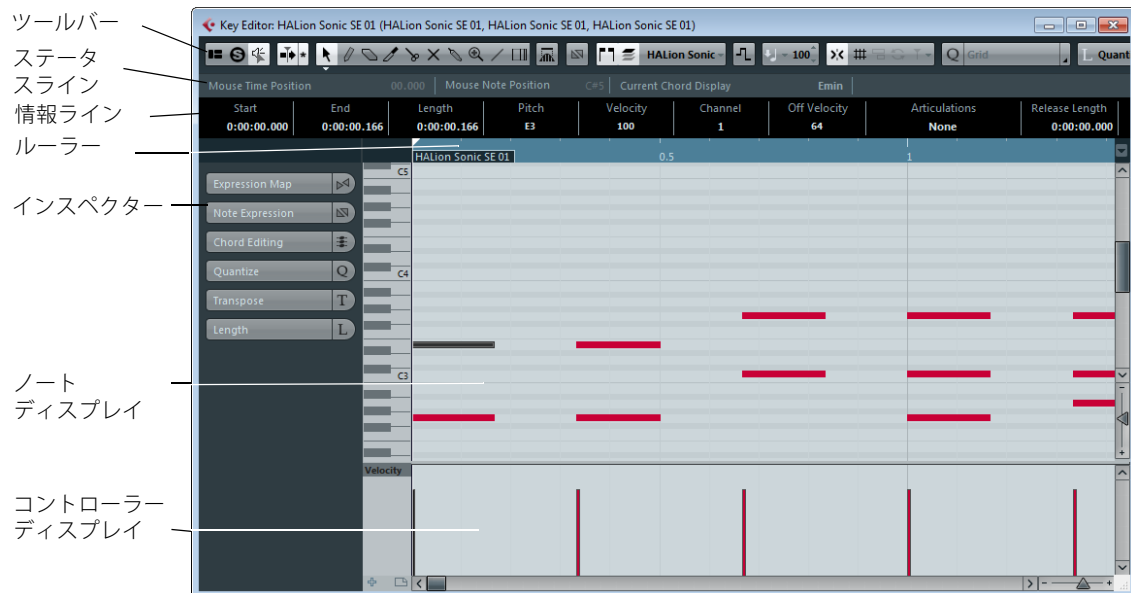 ツールバー
ステータ
スライン
情報ライン
ルーラー
インスペクター
ノート
ディスプレイ
コントローラー
ディスプレイ
Key Editor: HALion Sonic SE 01 (HALion Sonic SE 01, HALion Sonic SE 01, HALion Sonic SE 01)
HALion Sonic 100 Q Grid L Quant
Mouse Time Position 00.000 Mouse Note Position C#5 Current Chord Display Emin
Start End Length Pitch Velocity Channel Off Velocity Articulations Release Length
0:00:00.000 0:00:00.166 0:00:00.166 E3 100 1 64 None 0:00:00.000
HALion Sonic SE 01 0.5 1
C5
Expression Map
Note Expression
Chord Editing
Quantize Q
C4
Transpose T
Length L
C3
Velocity